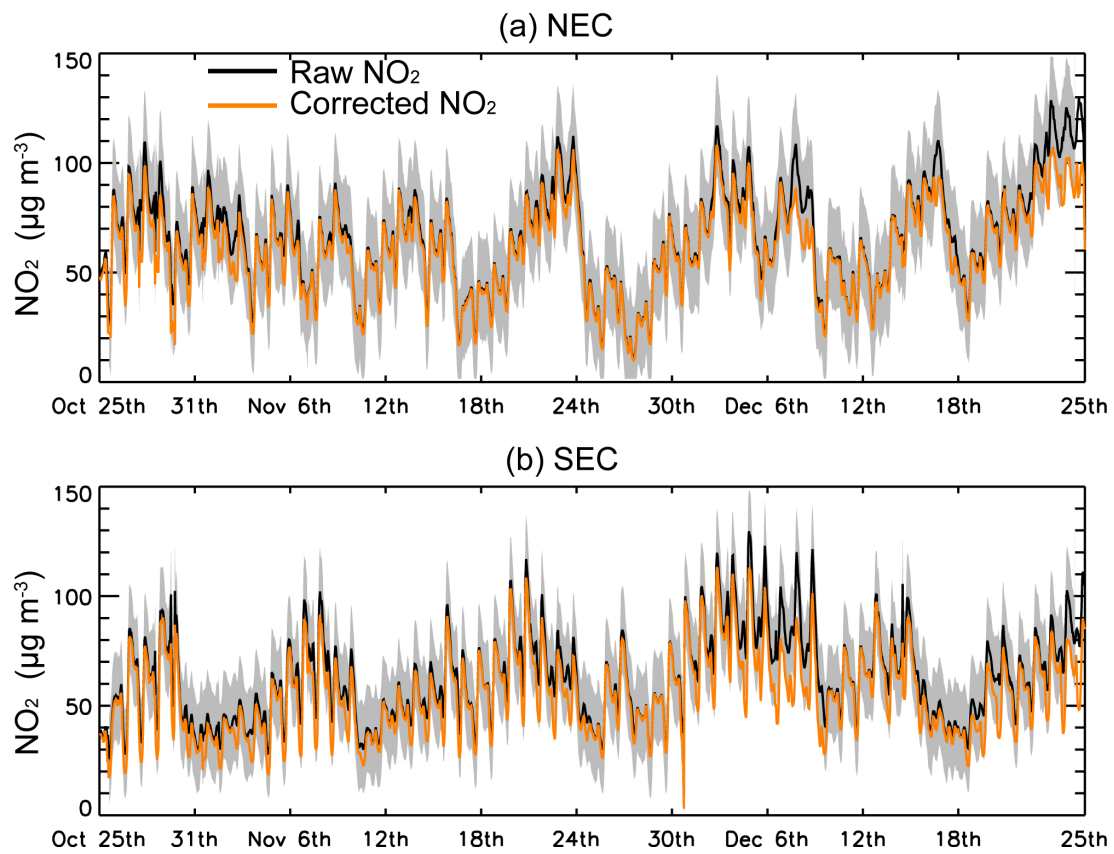 (a) NEC
150
Raw NO₂
Corrected NO₂
100
50
0
NO₂ (µg m⁻³)
Oct 25th 31th Nov 6th 12th 18th 24th 30th Dec 6th 12th 18th 25th
(b) SEC
150
100
50
0
NO₂ (µg m⁻³)
Oct 25th 31th Nov 6th 12th 18th 24th 30th Dec 6th 12th 18th 25th